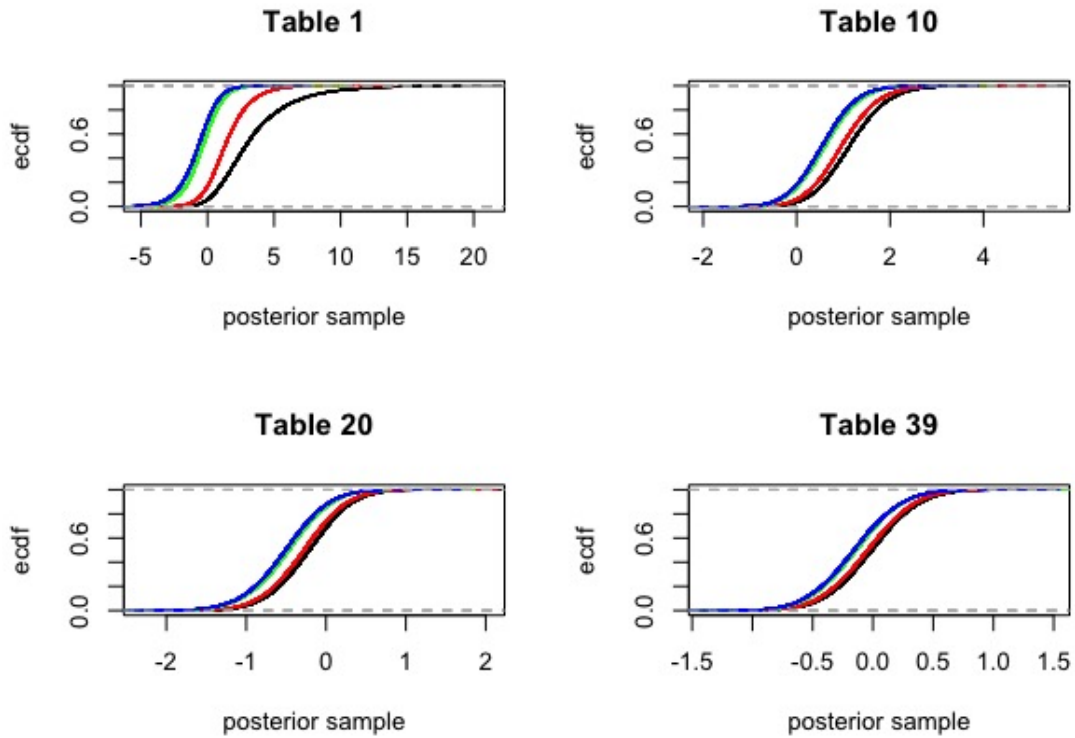 Table 1
ecdf
0.0 0.6
-5 0 5 10 15 20
posterior sample
Table 10
ecdf
0.0 0.6
-2 0 2 4
posterior sample
Table 20
ecdf
0.0 0.6
-2 -1 0 1 2
posterior sample
Table 39
ecdf
0.0 0.6
-1.5 -0.5 0.0 0.5 1.0 1.5
posterior sample